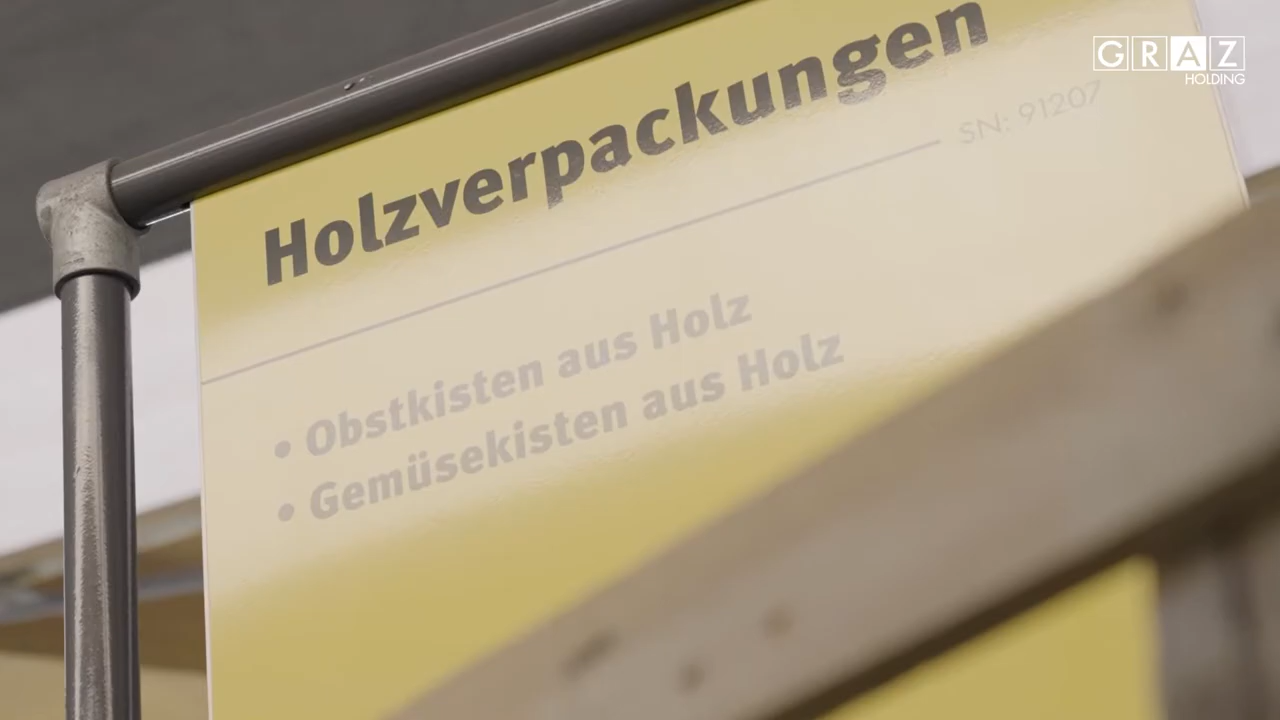 GRAZ
HOLDING
Holzverpackungen
SN: 91207
• Obstkisten aus Holz
• Gemüsekisten aus Holz